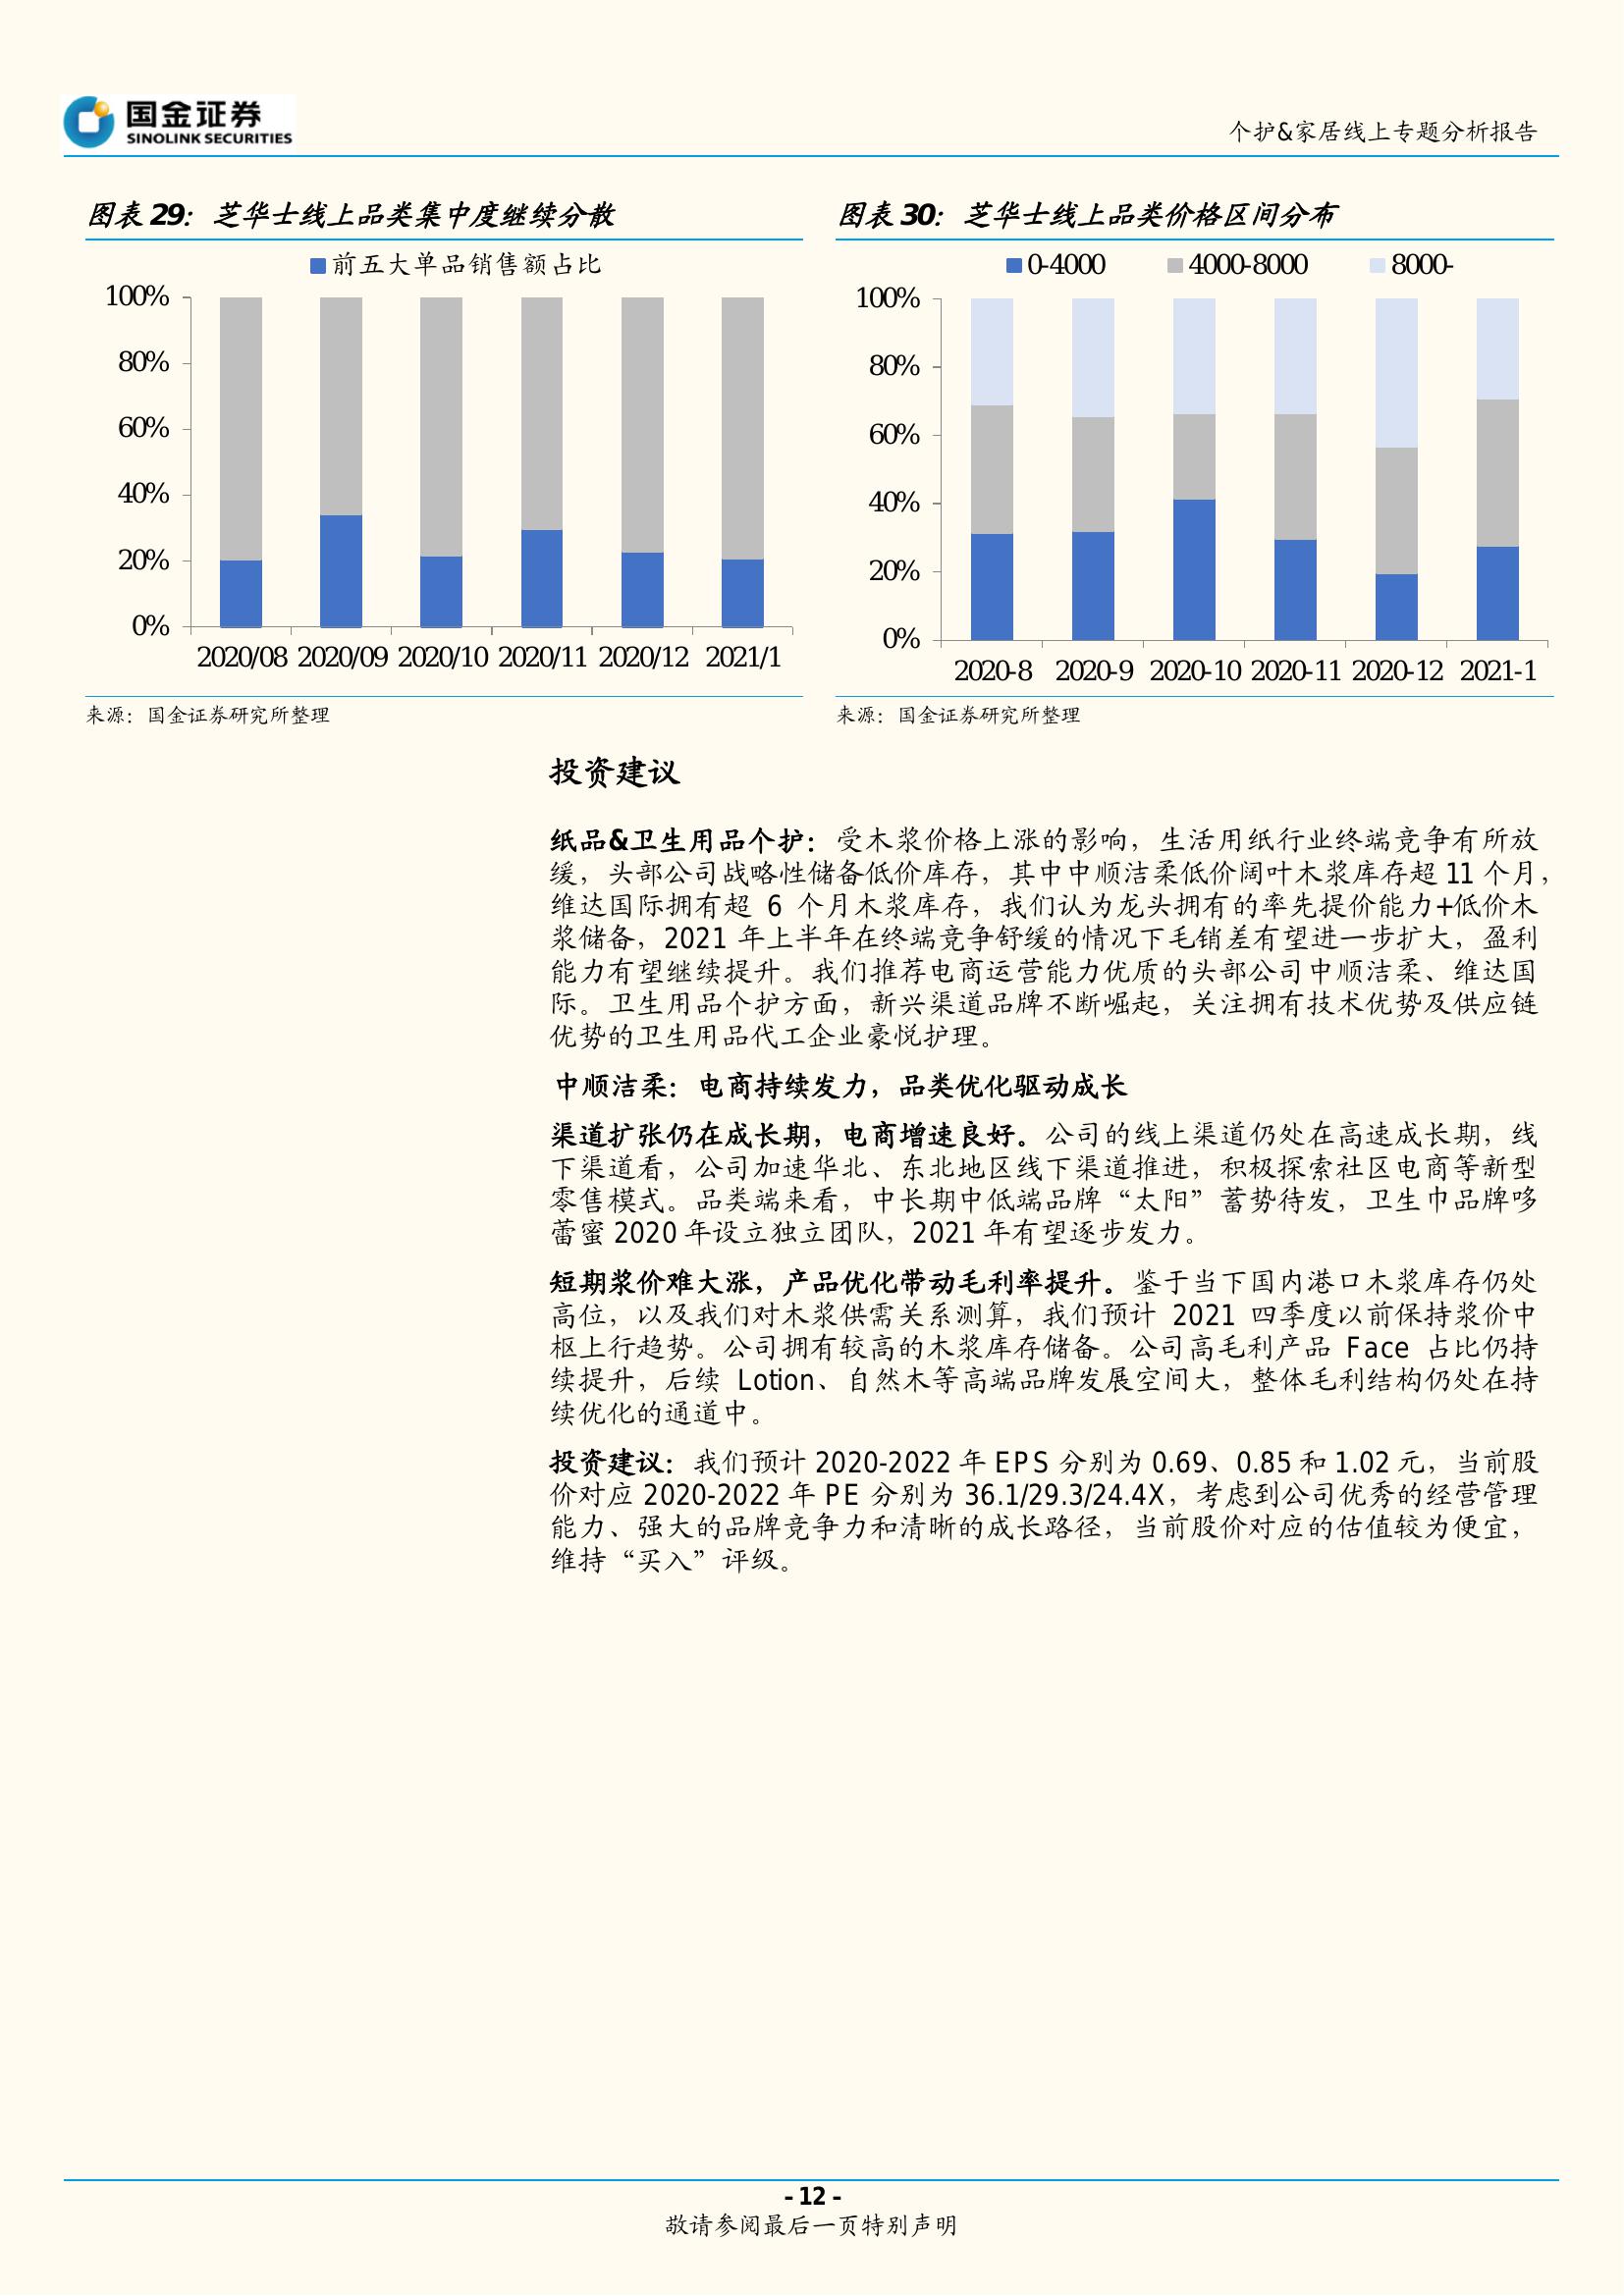 国金证券
SINOLINK SECURITIES
个护&家居线上专题分析报告
图表 29：芝华士线上品类集中度继续分散
前五大单品销售额占比
100%
80%
60%
40%
20%
0%
2020/08 2020/09 2020/10 2020/11 2020/12 2021/1
来源：国金证券研究所整理
图表 30：芝华士线上品类价格区间分布
0-4000 4000-8000 8000-
100%
80%
60%
40%
20%
0%
2020-8 2020-9 2020-10 2020-11 2020-12 2021-1
来源：国金证券研究所整理
投资建议
纸品&卫生用品个护：受木浆价格上涨的影响，生活用纸行业终端竞争有所放
缓，头部公司战略性储备低价库存，其中中顺洁柔低价阔叶木浆库存超 11 个月，
维达国际拥有超 6 个月木浆库存，我们认为龙头拥有的率先提价能力+低价木
浆储备，2021 年上半年在终端竞争舒缓的情况下毛销差有望进一步扩大，盈利
能力有望继续提升。我们推荐电商运营能力优质的头部公司中顺洁柔、维达国
际。卫生用品个护方面，新兴渠道品牌不断崛起，关注拥有技术优势及供应链
优势的卫生用品代工企业豪悦护理。
中顺洁柔：电商持续发力，品类优化驱动成长
渠道扩张仍在成长期，电商增速良好。公司的线上渠道仍处在高速成长期，线
下渠道看，公司加速华北、东北地区线下渠道推进，积极探索社区电商等新型
零售模式。品类端来看，中长期中低端品牌“太阳”蓄势待发，卫生巾品牌哆
蕾蜜 2020 年设立独立团队，2021 年有望逐步发力。
短期浆价难大涨，产品优化带动毛利率提升。鉴于当下国内港口木浆库存仍处
高位，以及我们对木浆供需关系测算，我们预计 2021 四季度以前保持浆价中
枢上行趋势。公司拥有较高的木浆库存储备。公司高毛利产品 Face 占比仍持
续提升，后续 Lotion、自然木等高端品牌发展空间大，整体毛利结构仍处在持
续优化的通道中。
投资建议：我们预计 2020-2022 年 EPS 分别为 0.69、0.85 和 1.02 元，当前股
价对应 2020-2022 年 PE 分别为 36.1/29.3/24.4X，考虑到公司优秀的经营管理
能力、强大的品牌竞争力和清晰的成长路径，当前股价对应的估值较为便宜，
维持“买入”评级。
- 12 -
敬请参阅最后一页特别声明